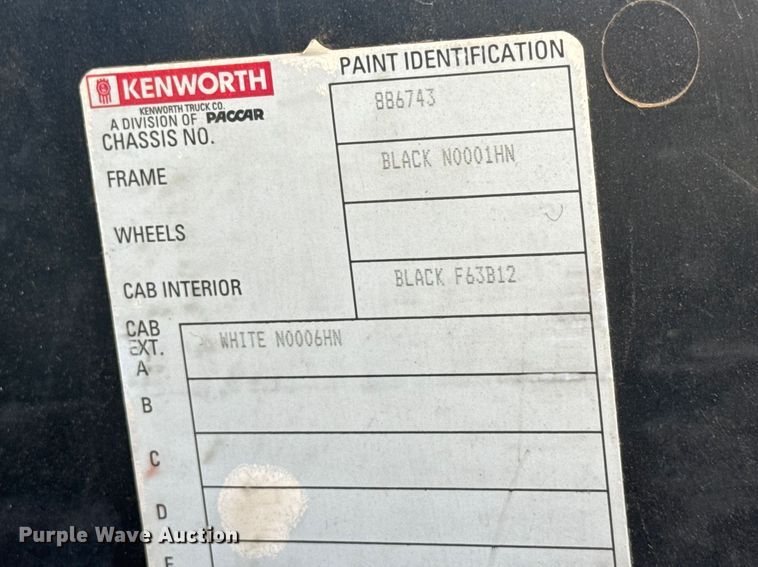 KENWORTH
PAINT IDENTIFICATION
KENWORTH TRUCK CO.
A DIVISION OF PACCAR
CHASSIS NO. 886743
FRAME BLACK N0001HN
WHEELS
CAB INTERIOR BLACK F63B12
CAB
EXT.
A WHITE N0006HN
B
C
D
E
Purple Wave Auction